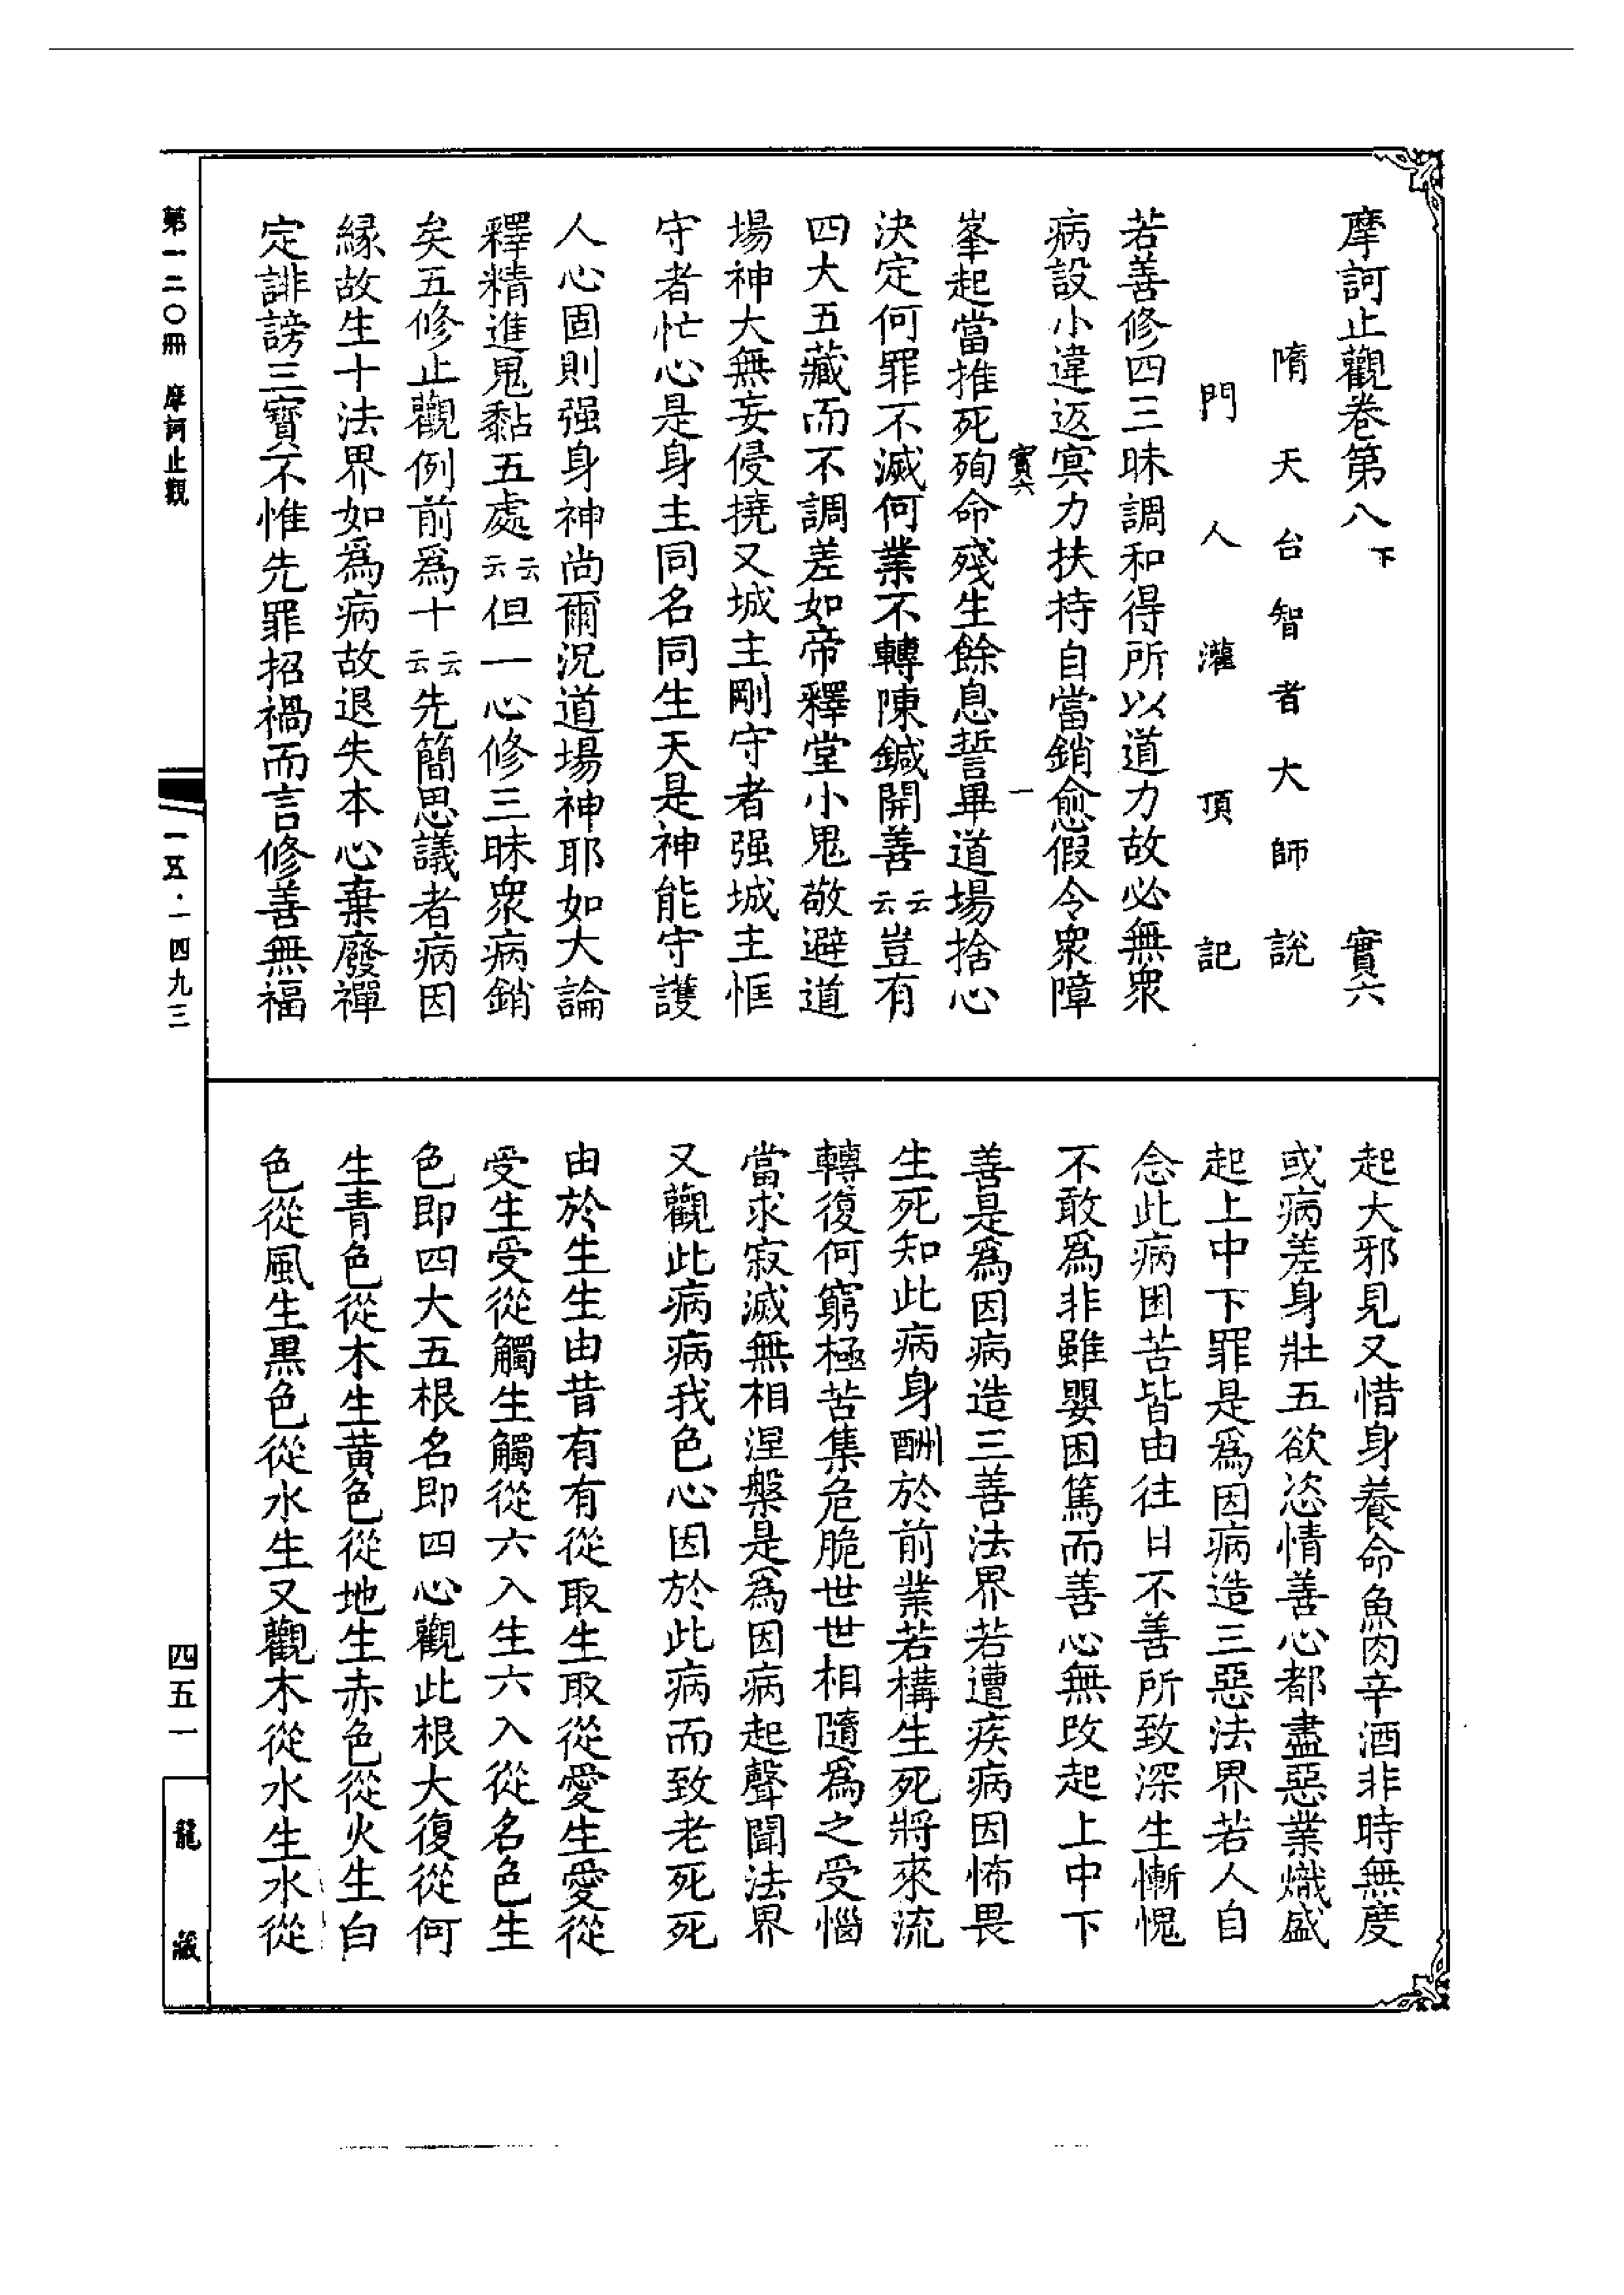 摩訶止觀卷第八下 實六
隋天台智者大師說
門人灌頂記
若善修四三昧調和得所以道力故必無衆
病設小違返冥力扶持自當銷愈假令衆障
實六 一
峯起當推死殉命殘生餘息誓畢道場捨心
決定何罪不滅何業不轉陳鍼開善云云豈有
四大五藏而不調差如帝釋堂小鬼敬避道
場神大無妄侵撓又城主剛守者强城主恇
守者忙心是身主同名同生天是神能守護
人心固則强身神尚爾況道場神耶如大論
釋精進鬼黏五處云云但一心修三昧衆病銷
矣五修止觀例前爲十云云先簡思議者病因
緣故生十法界如爲病故退失本心棄廢禪
定誹謗三寶不惟先罪招禍而言修善無福
起大邪見又惜身養命魚肉辛酒非時無度
或病差身壯五欲恣情善心都盡惡業熾盛
起上中下罪是爲因病造三惡法界若人自
念此病困苦皆由往日不善所致深生慚愧
不敢爲非雖嬰困篤而善心無改起上中下
善是爲因病造三善法界若遭疾病因怖畏
生死知此病身酬於前業若構生死將來流
轉復何窮極苦集危脆世世相隨爲之受惱
當求寂滅無相涅槃是爲因病起聲聞法界
又觀此病病我色心因於此病而致老死死
由於生生由昔有有從取生取從愛生愛從
受生受從觸生觸從六入生六入從名色生
色即四大五根名即四心觀此根大復從何
生青色從木生黄色從地生赤色從火生白
色從風生黒色從水生又觀木從水生水從
第一二〇冊 摩訶止觀
一五·一四九三
四五一
龍藏